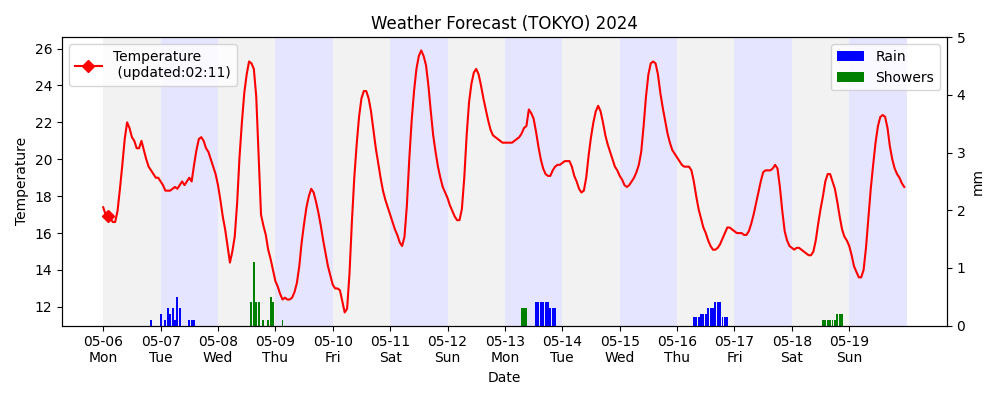 Weather Forecast (TOKYO) 2024
Temperature
(updated:02:11)
Rain
Showers
Temperature
26
24
22
20
18
16
14
12
5
4
3
2
1
0
mm
05-06 05-07 05-08 05-09 05-10 05-11 05-12 05-13 05-14 05-15 05-16 05-17 05-18 05-19
Mon Tue Wed Thu Fri Sat Sun Mon Tue Wed Thu Fri Sat Sun
Date